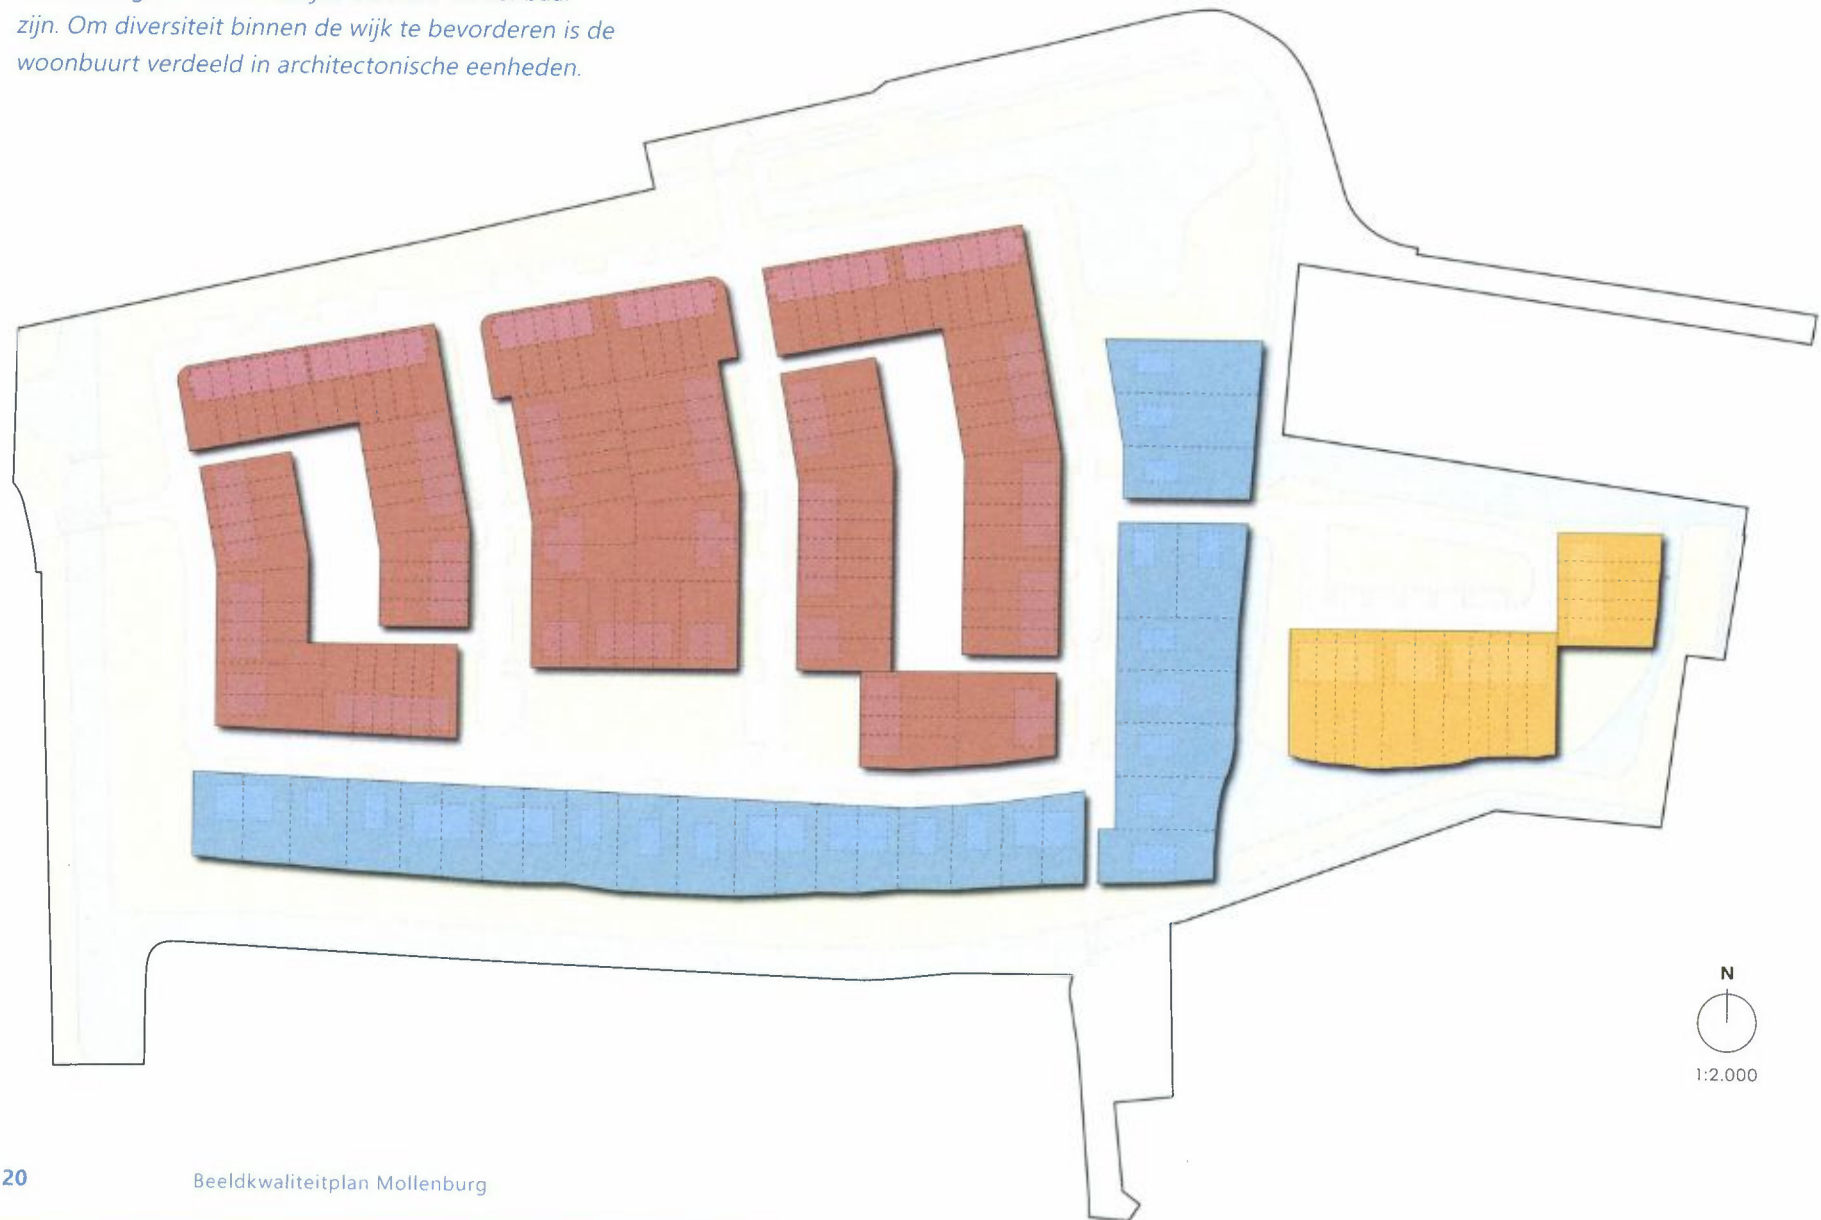 zijn. Om diversiteit binnen de wijk te bevorderen is de
woonbuurt verdeeld in architectonische eenheden.
N
1:2.000
20
Beeldkwaliteitplan Mollenburg